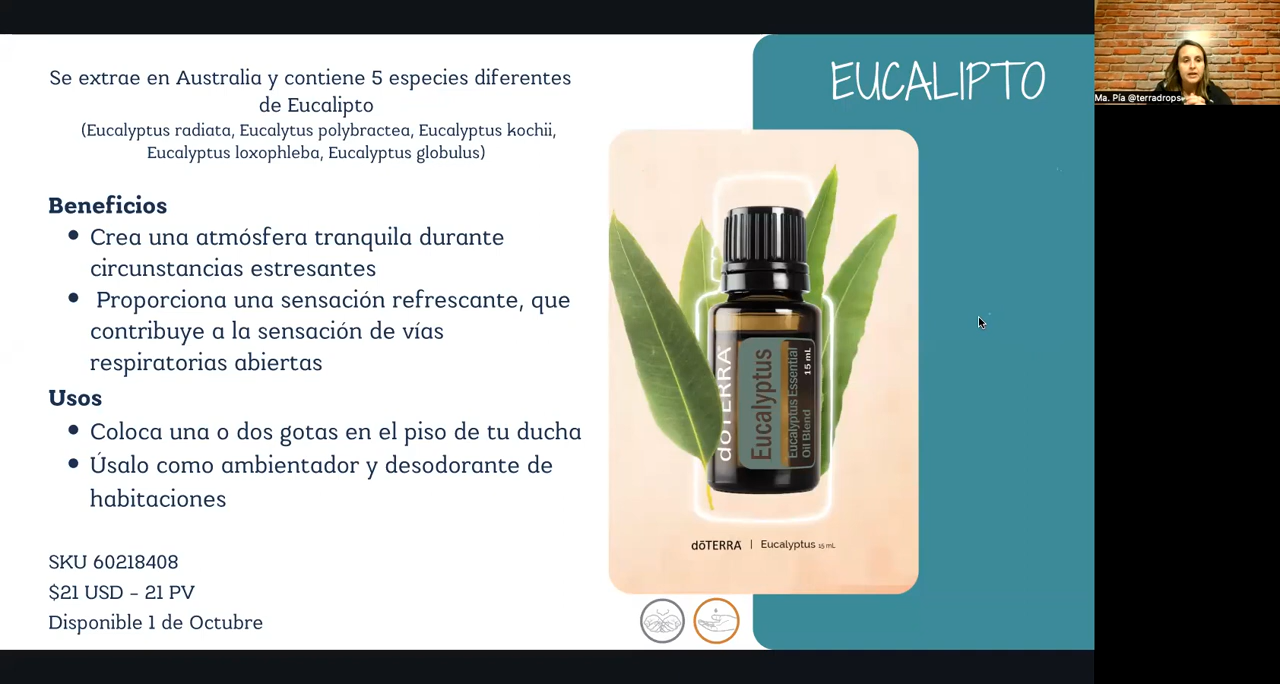 Se extrae en Australia y contiene 5 especies diferentes
de Eucalipto
(Eucalyptus radiata, Eucalytus polybractea, Eucalyptus kochii,
Eucalyptus loxophleba, Eucalyptus globulus)
Beneficios
• Crea una atmósfera tranquila durante
circunstancias estresantes
• Proporciona una sensación refrescante, que
contribuye a la sensación de vías
respiratorias abiertas
Usos
• Coloca una o dos gotas en el piso de tu ducha
• Úsalo como ambientador y desodorante de
habitaciones
SKU 60218408
$21 USD - 21 PV
Disponible 1 de Octubre
EUCALIPTO
dōTERRA
Eucalyptus
Eucalyptus Essential
Oil Blend
15 mL
dōTERRA | Eucalyptus 15 mL
Ma. Pía @terradrops